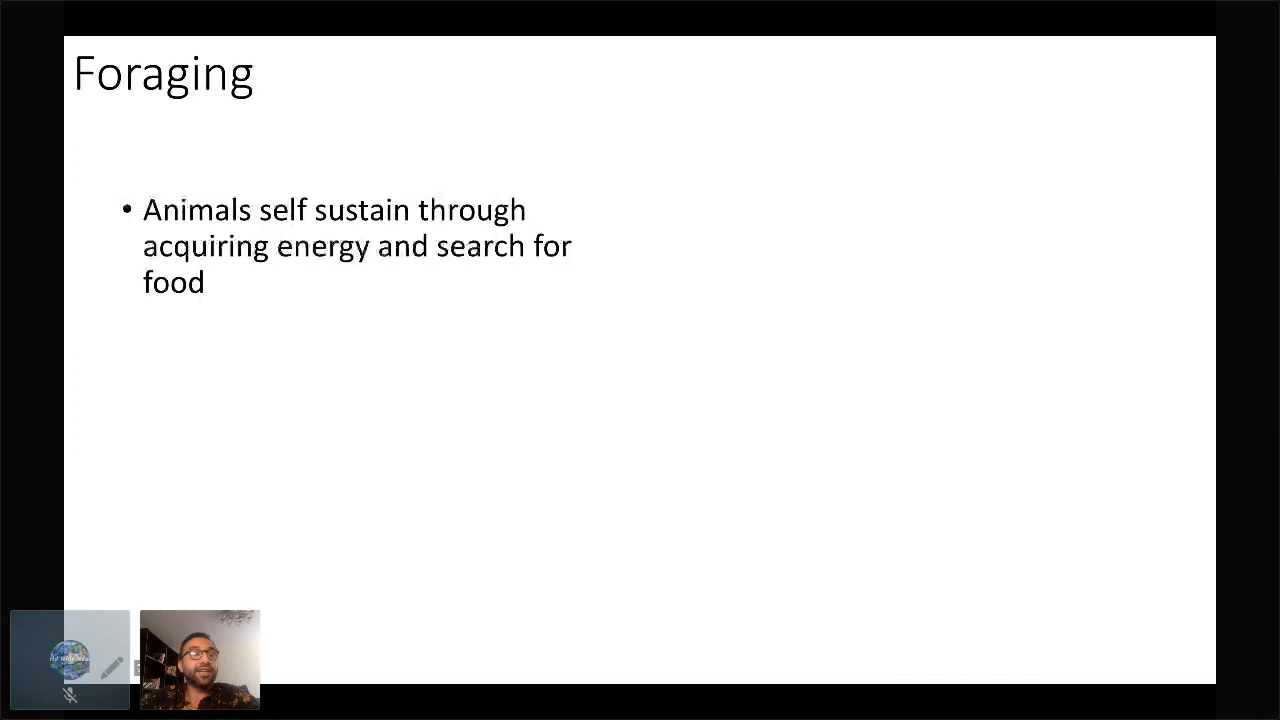 Foraging
• Animals self sustain through
acquiring energy and search for
food